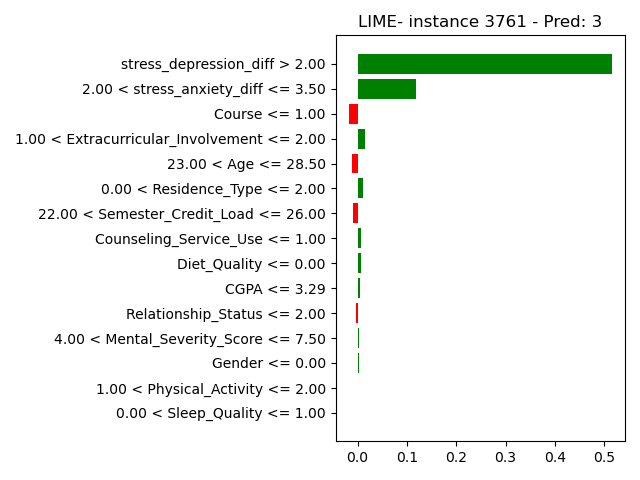 LIME- instance 3761 - Pred: 3
stress_depression_diff > 2.00
2.00 < stress_anxiety_diff <= 3.50
Course <= 1.00
1.00 < Extracurricular_Involvement <= 2.00
23.00 < Age <= 28.50
0.00 < Residence_Type <= 2.00
22.00 < Semester_Credit_Load <= 26.00
Counseling_Service_Use <= 1.00
Diet_Quality <= 0.00
CGPA <= 3.29
Relationship_Status <= 2.00
4.00 < Mental_Severity_Score <= 7.50
Gender <= 0.00
1.00 < Physical_Activity <= 2.00
0.00 < Sleep_Quality <= 1.00
0.0 0.1 0.2 0.3 0.4 0.5